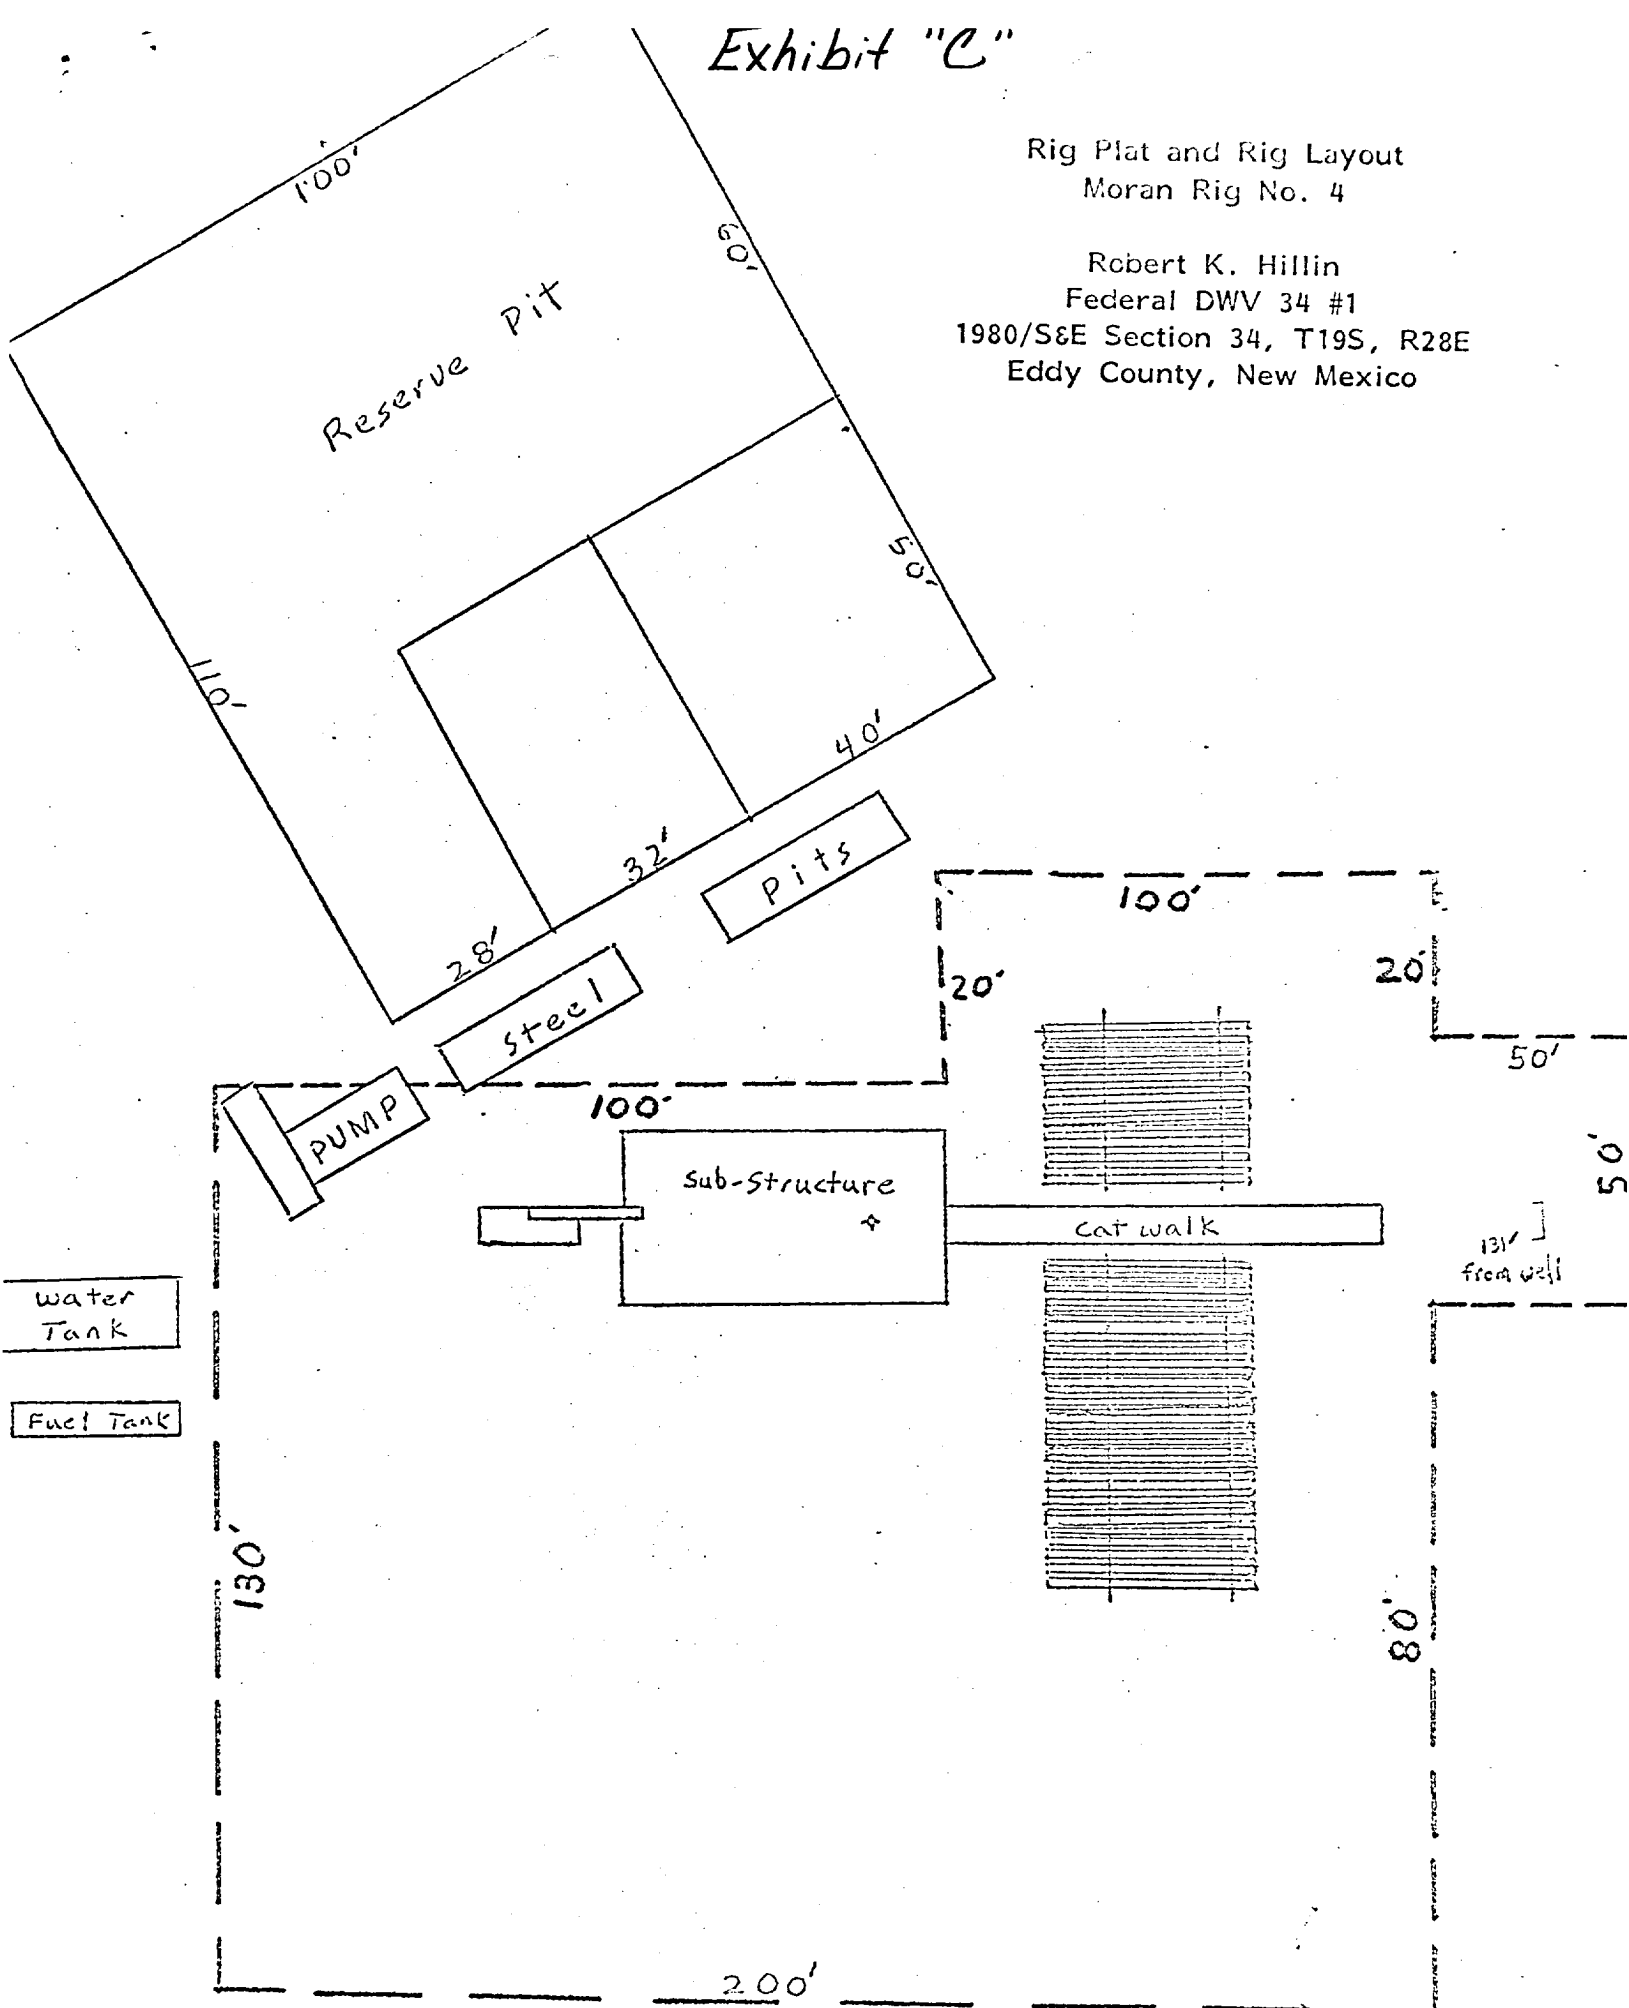 Exhibit "C"
Rig Plat and Rig Layout
Moran Rig No. 4
Robert K. Hillin
Federal DWV 34 #1
1980/S&E Section 34, T19S, R28E
Eddy County, New Mexico
100'
60'
Reserve Pit
50'
110'
40'
32'
28'
Pits
Steel
PUMP
100'
20'
20'
50'
100'
50'
Sub-Structure
cat walk
131'
from well
Water
Tank
Fuel Tank
130'
80'
200'